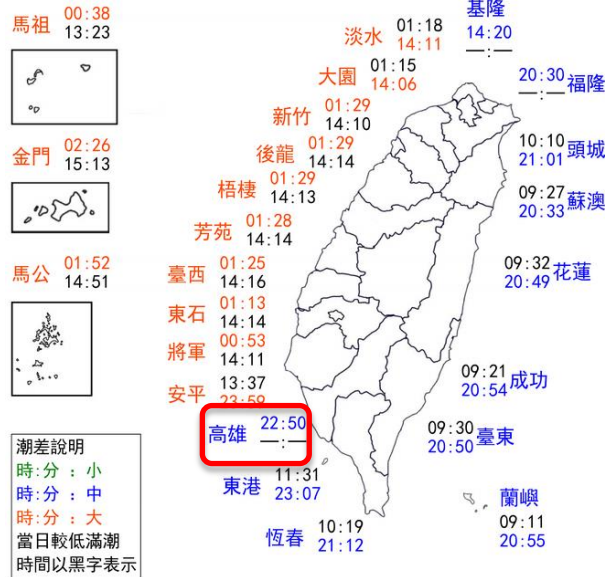 馬祖 00:38
13:23
金門 02:26
15:13
馬公 01:52
14:51
基隆
14:20
—:—
淡水 01:18
14:11
大園 01:15
14:06
新竹 01:29
14:10
後龍 01:29
14:14
梧棲 01:29
14:13
芳苑 01:28
14:14
臺西 01:25
14:16
東石 01:13
14:14
將軍 00:53
14:11
安平 13:37
23:59
高雄 22:50
—:—
東港 11:31
23:07
恆春 10:19
21:12
20:30 福隆
—:—
10:10 頭城
21:01
09:27 蘇澳
20:33
09:32 花蓮
20:49
09:21 成功
20:54
09:30 臺東
20:50
蘭嶼
09:11
20:55
潮差說明
時:分 : 小
時:分 : 中
時:分 : 大
當日較低滿潮
時間以黑字表示